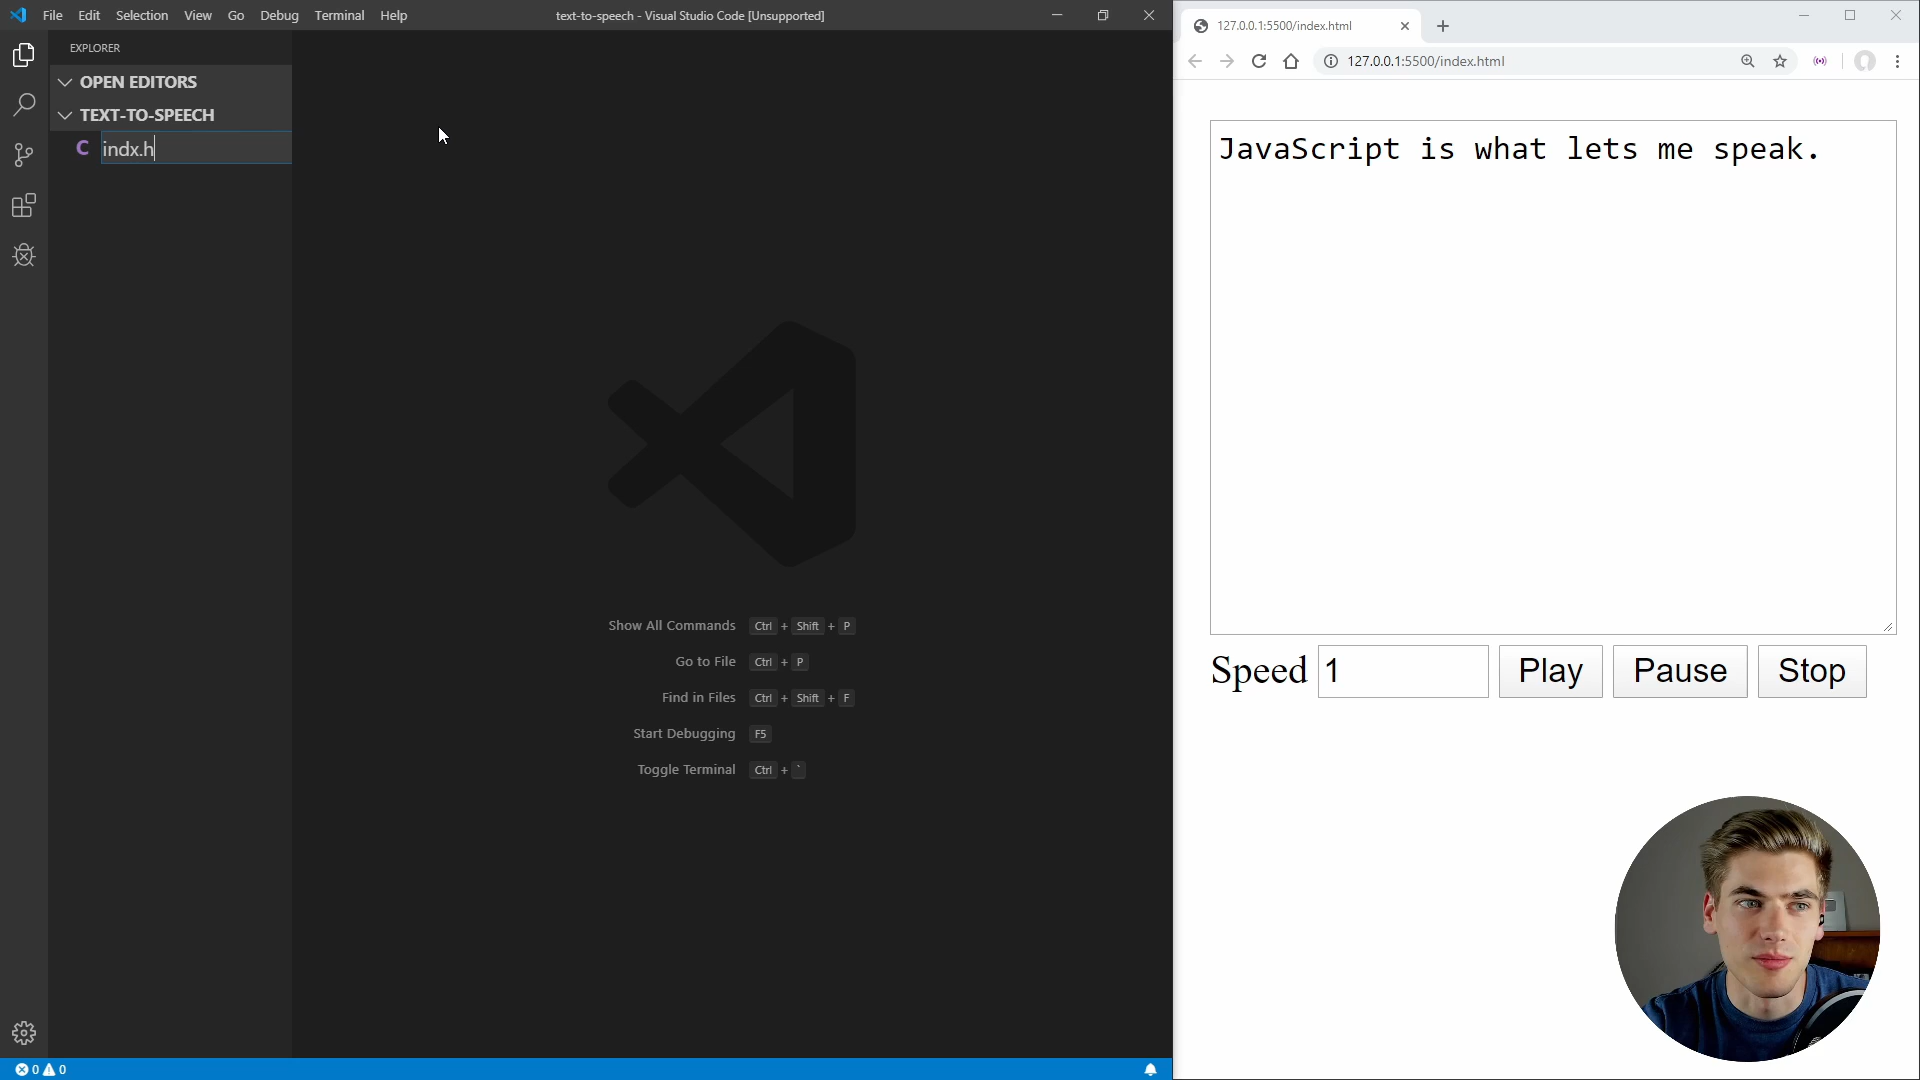 File Edit Selection View Go Debug Terminal Help
text-to-speech - Visual Studio Code [Unsupported]
EXPLORER
OPEN EDITORS
TEXT-TO-SPEECH
C indx.h
Show All Commands Ctrl + Shift + P
Go to File Ctrl + P
Find in Files Ctrl + Shift + F
Start Debugging F5
Toggle Terminal Ctrl + `
0 0
127.0.0.1:5500/index.html
127.0.0.1:5500/index.html
JavaScript is what lets me speak.
Speed 1 Play Pause Stop